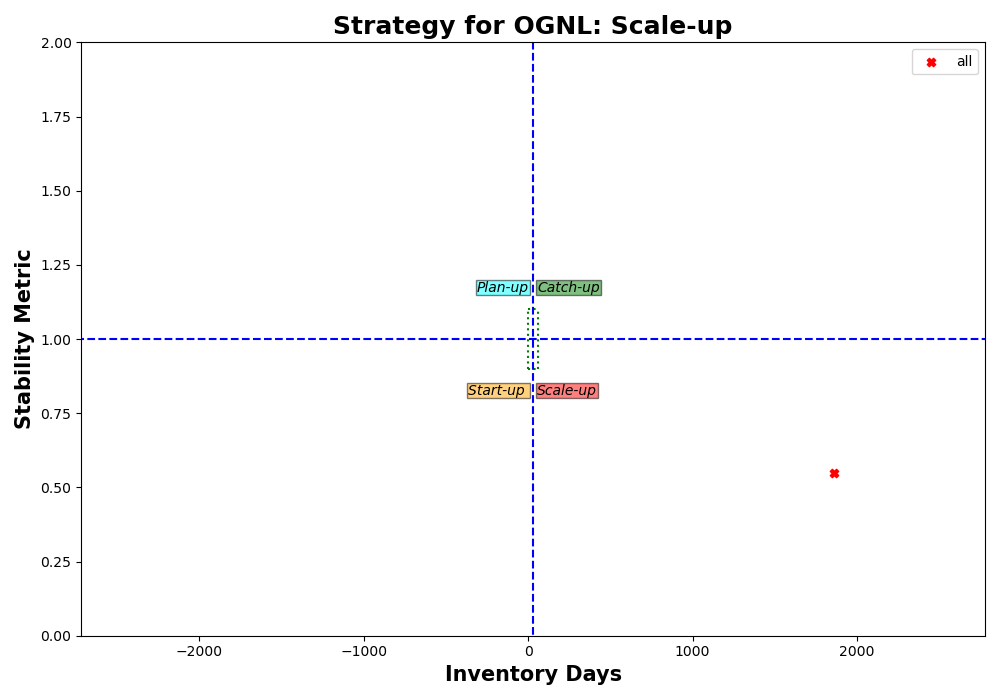 Strategy for OGNL: Scale-up
all
2.00
1.75
1.50
1.25
1.00
0.75
0.50
0.25
0.00
Stability Metric
Plan-up
Catch-up
Start-up
Scale-up
−2000
−1000
0
1000
2000
Inventory Days